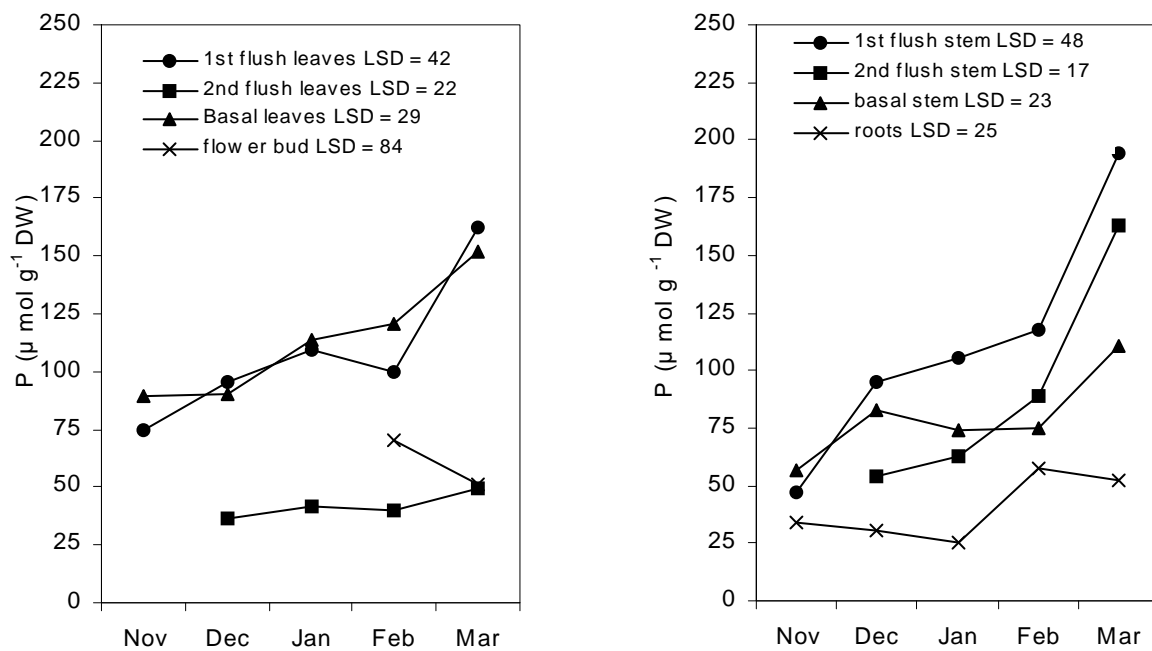 250
225
200
175
150
125
100
75
50
25
0
P (µ mol g-1 DW)
1st flush leaves LSD = 42
2nd flush leaves LSD = 22
Basal leaves LSD = 29
flow er bud LSD = 84
Nov Dec Jan Feb Mar
250
225
200
175
150
125
100
75
50
25
0
P (µ mol g -1 DW)
1st flush stem LSD = 48
2nd flush stem LSD = 17
basal stem LSD = 23
roots LSD = 25
Nov Dec Jan Feb Mar